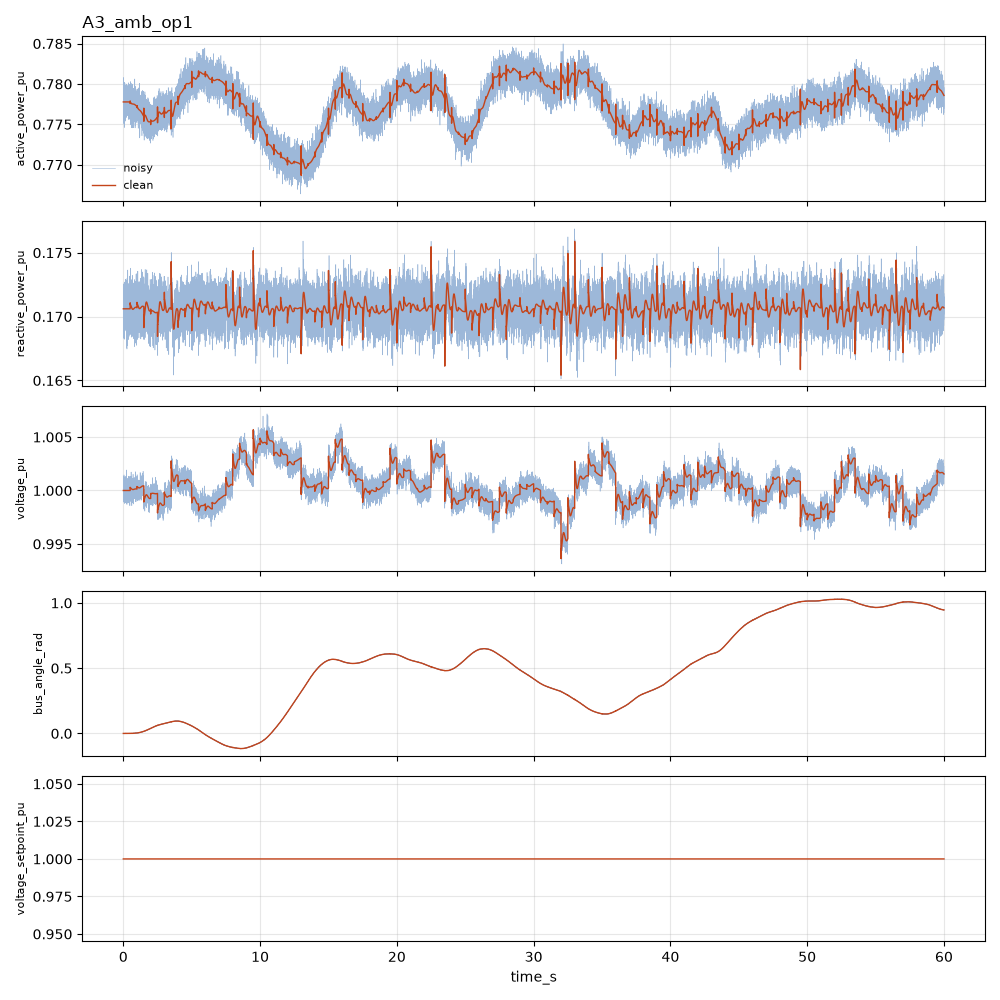 A3_amb_op1
active_power_pu
0.785
0.780
0.775
0.770
noisy
clean
reactive_power_pu
0.175
0.170
0.165
voltage_pu
1.005
1.000
0.995
bus_angle_rad
1.0
0.5
0.0
voltage_setpoint_pu
1.050
1.025
1.000
0.975
0.950
0 10 20 30 40 50 60
time_s